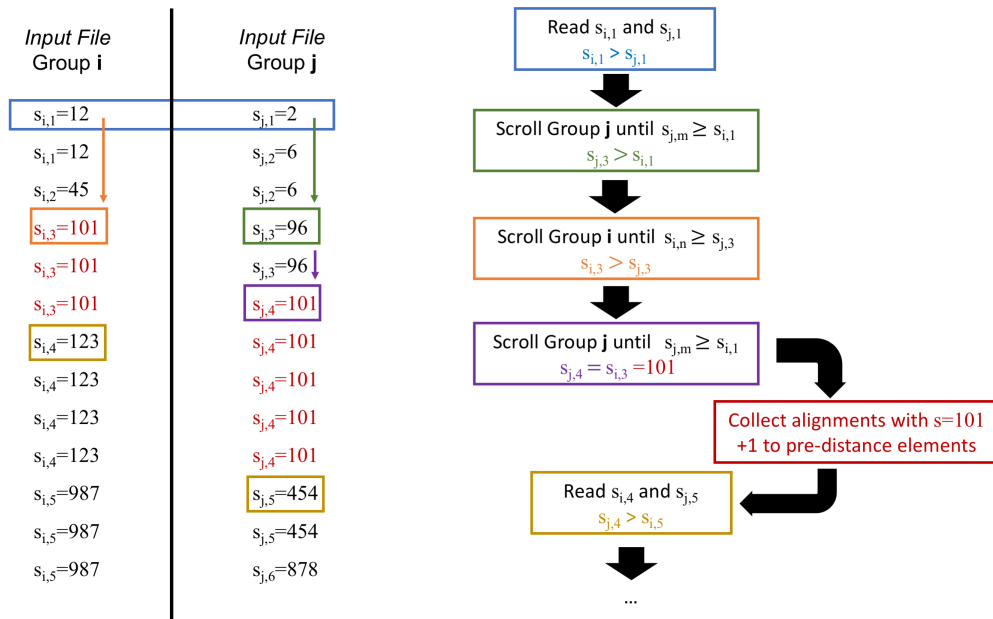 Input File
Group i
s_{i,1}=12
s_{i,1}=12
s_{i,2}=45
s_{i,3}=101
s_{i,3}=101
s_{i,3}=101
s_{i,4}=123
s_{i,4}=123
s_{i,4}=123
s_{i,4}=123
s_{i,5}=987
s_{i,5}=987
s_{i,5}=987
Input File
Group j
s_{j,1}=2
s_{j,2}=6
s_{j,2}=6
s_{j,3}=96
s_{j,3}=96
s_{j,4}=101
s_{j,4}=101
s_{j,4}=101
s_{j,4}=101
s_{j,4}=101
s_{j,5}=454
s_{j,5}=454
s_{j,6}=878
Read s_{i,1} and s_{j,1}
s_{i,1} > s_{j,1}
Scroll Group j until s_{j,m} ≥ s_{i,1}
s_{j,3} > s_{i,1}
Scroll Group i until s_{i,n} ≥ s_{j,3}
s_{i,3} > s_{j,3}
Scroll Group j until s_{j,m} ≥ s_{i,1}
s_{j,4} = s_{i,3} =101
Collect alignments with s=101
+1 to pre-distance elements
Read s_{i,4} and s_{j,5}
s_{j,4} > s_{i,5}
...